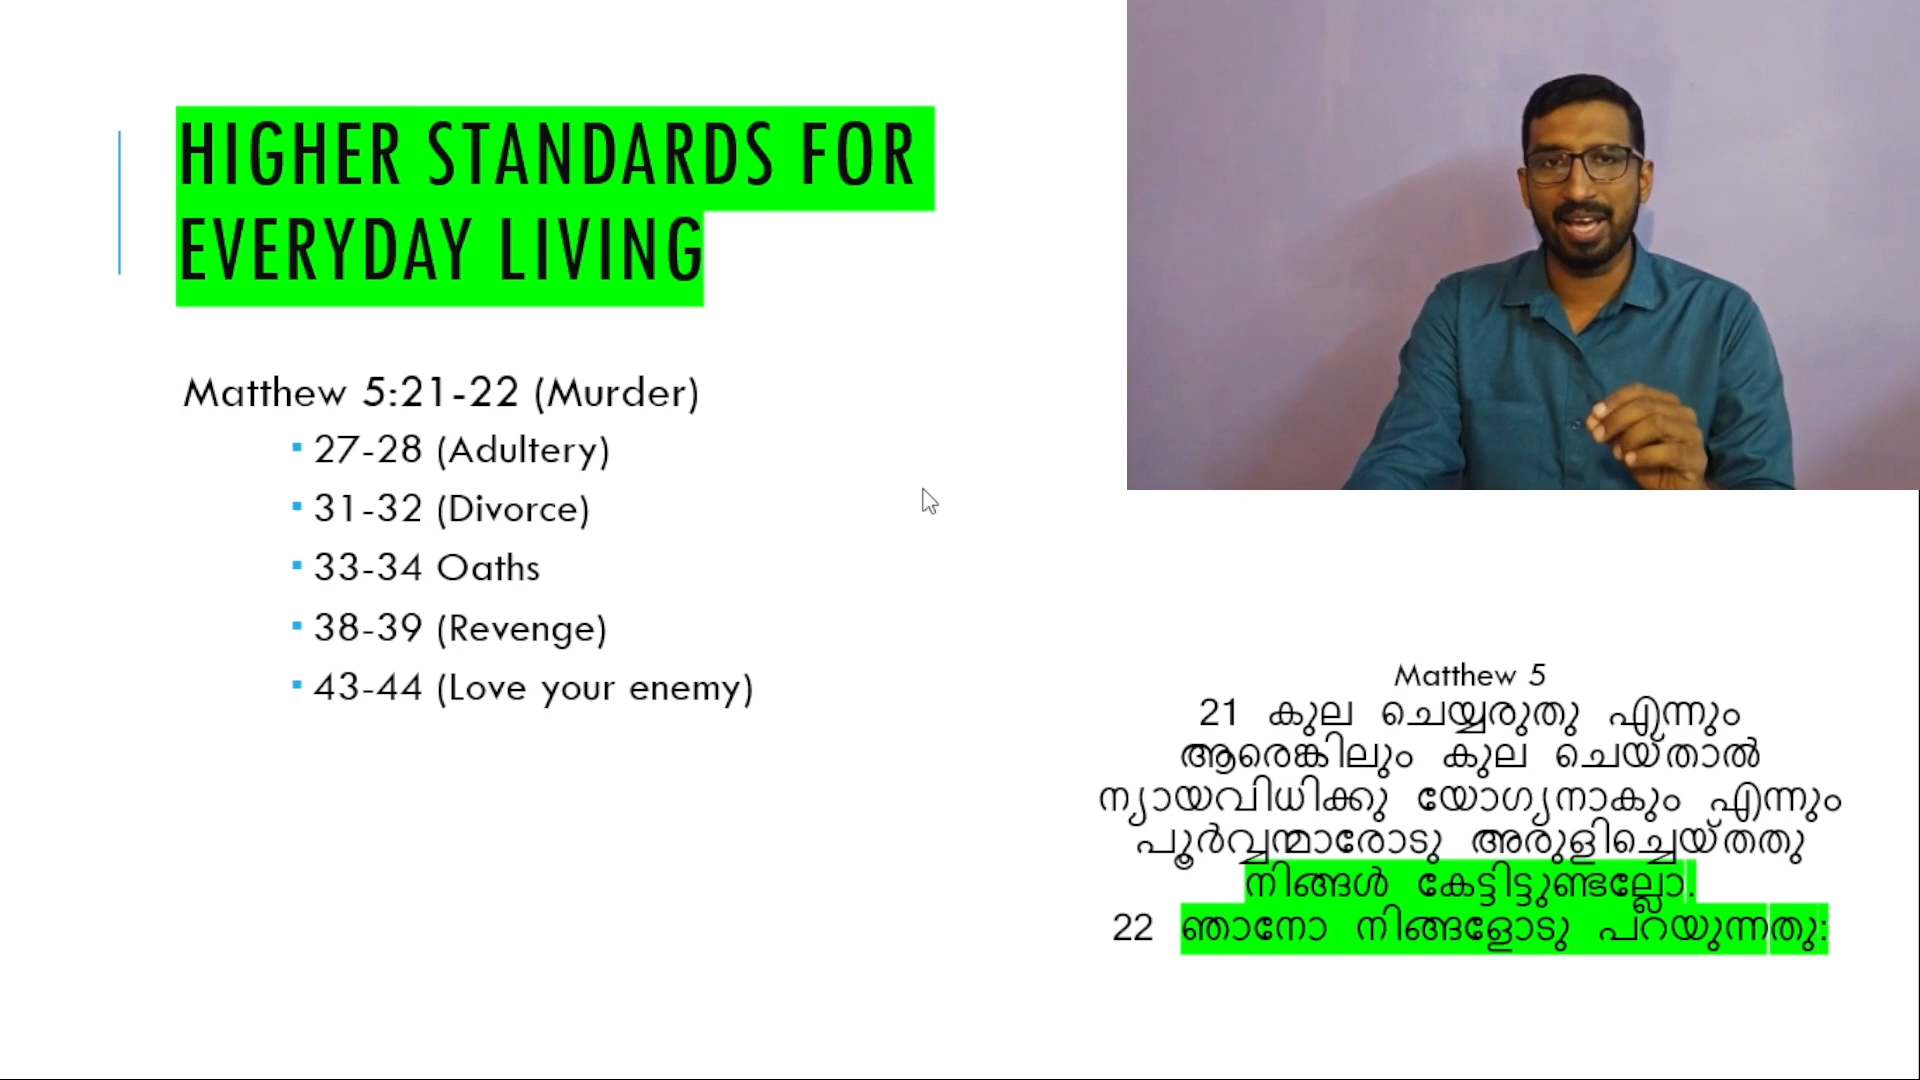 HIGHER STANDARDS FOR
EVERYDAY LIVING
Matthew 5:21-22 (Murder)
27-28 (Adultery)
31-32 (Divorce)
33-34 Oaths
38-39 (Revenge)
43-44 (Love your enemy)
Matthew 5
21 കുല ചെയ്യരുതു എന്നും
ആരെങ്കിലും കുല ചെയ്താൽ
ന്യായവിധിക്കു യോഗ്യനാകും എന്നും
പൂർവ്വന്മാരോടു അരുളിച്ചെയ്തതു
നിങ്ങൾ കേട്ടിട്ടുണ്ടല്ലോ.
22 ഞാനോ നിങ്ങളോടു പറയുന്നതു: